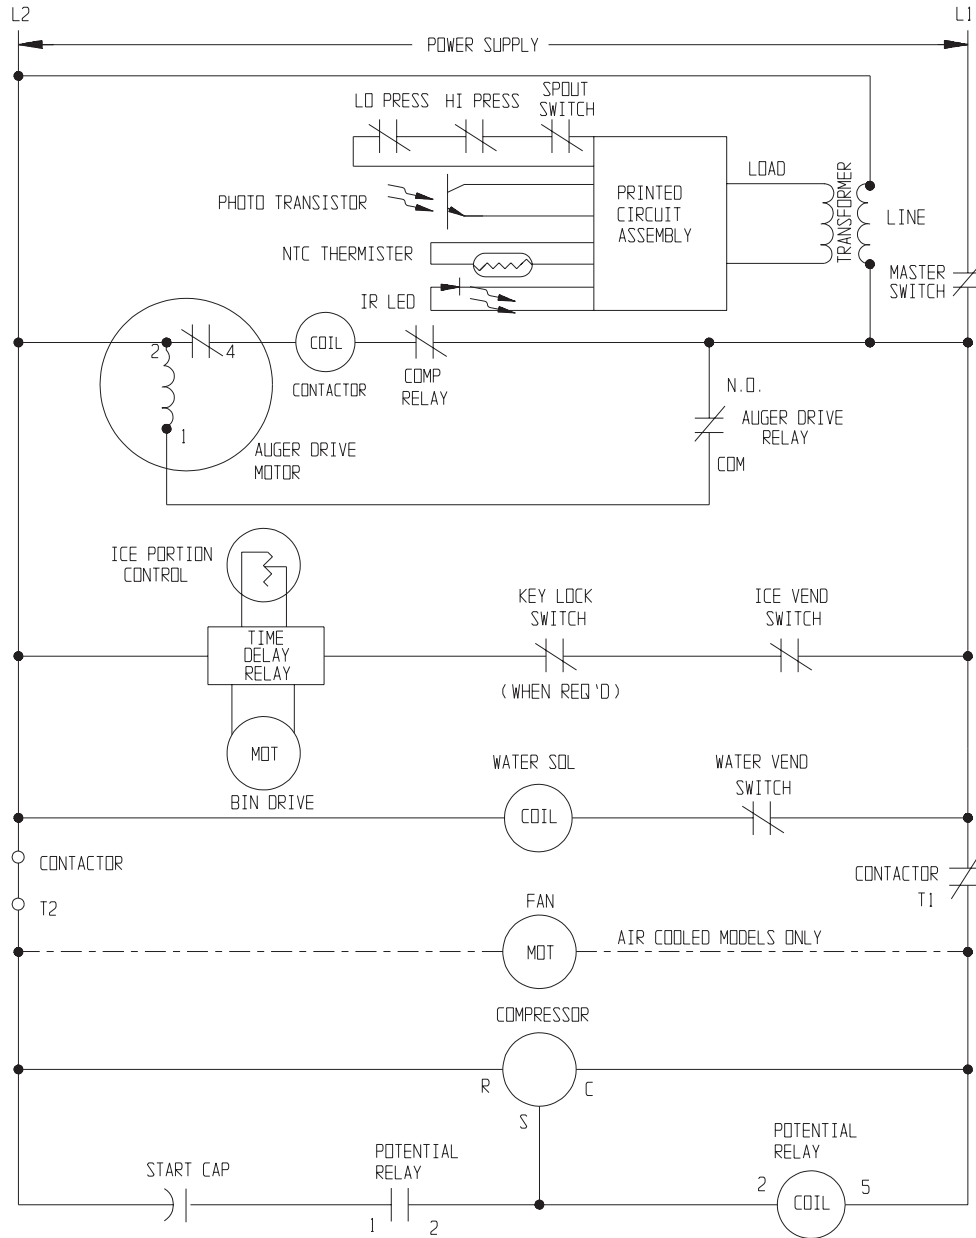 L2
L1
POWER SUPPLY
LO PRESS
HI PRESS
SPOUT
SWITCH
PHOTO TRANSISTOR
NTC THERMISTER
IR LED
PRINTED
CIRCUIT
ASSEMBLY
LOAD
TRANSFORMER
LINE
MASTER
SWITCH
2
4
1
COIL
CONTACTOR
COMP
RELAY
AUGER DRIVE
MOTOR
N.O.
AUGER DRIVE
RELAY
COM
ICE PORTION
CONTROL
TIME
DELAY
RELAY
KEY LOCK
SWITCH
(WHEN REQ'D)
ICE VEND
SWITCH
MOT
BIN DRIVE
WATER SOL
COIL
WATER VEND
SWITCH
CONTACTOR
T2
CONTACTOR
T1
FAN
MOT
AIR COOLED MODELS ONLY
COMPRESSOR
R
C
S
START CAP
POTENTIAL
RELAY
1
2
POTENTIAL
RELAY
2
COIL
5